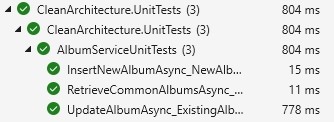 CleanArchitecture.UnitTests (3) 804 ms
CleanArchitecture.UnitTests (3) 804 ms
AlbumServiceUnitTests (3) 804 ms
InsertNewAlbumAsync_NewAlb... 15 ms
RetrieveCommonAlbumsAsync_... 11 ms
UpdateAlbumAsync_ExistingAlb... 778 ms